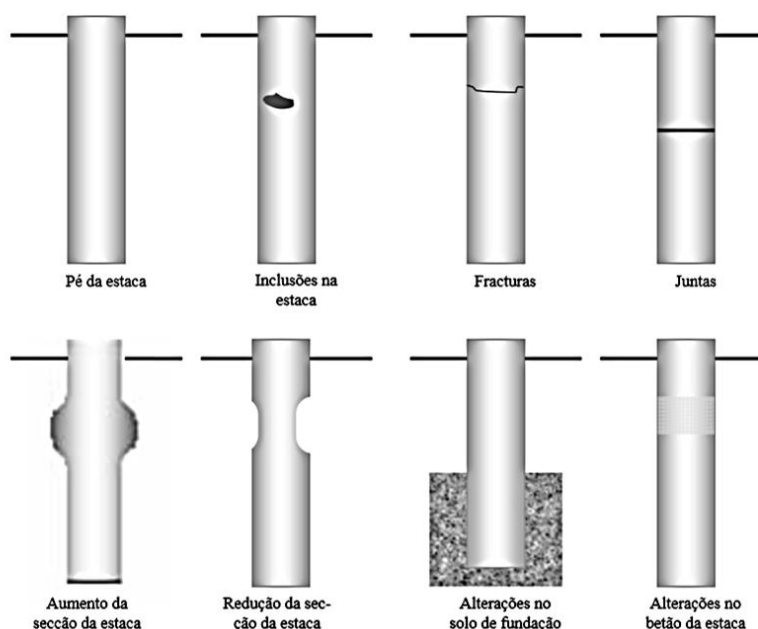 Pé da estaca
Inclusões na
estaca
Fracturas
Juntas
Aumento da
secção da estaca
Redução da sec-
cção da estaca
Alterações no
solo de fundação
Alterações no
betão da estaca